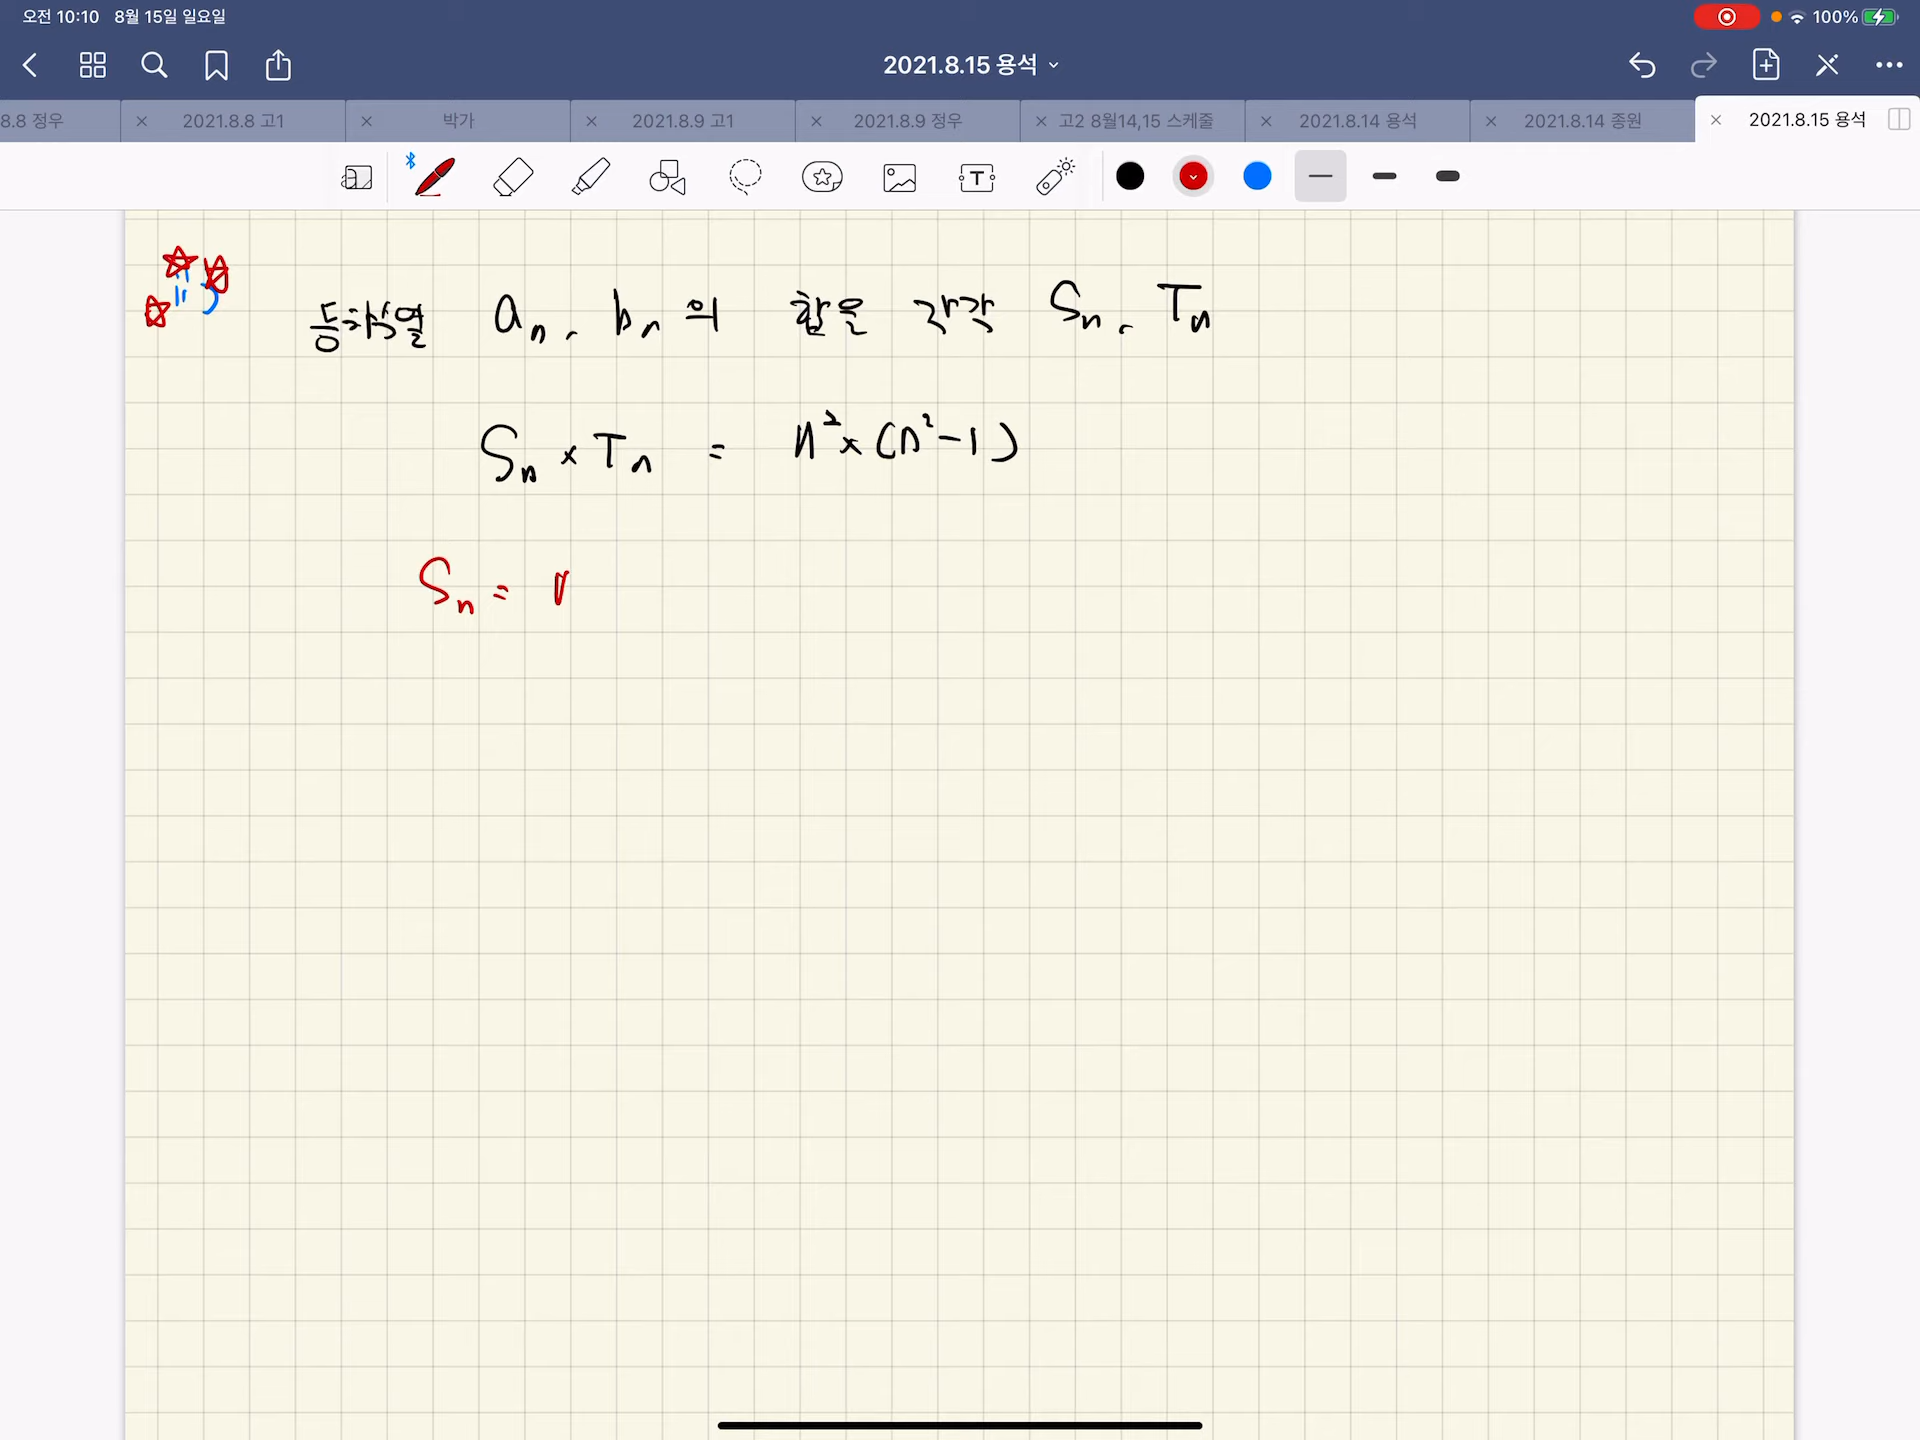 오전 10:10 8월 15일 일요일 100%
2021.8.15 용석
8.8 정우 2021.8.8 고1 박가 2021.8.9 고1 2021.8.9 정우 고2 8월14,15 스케줄 2021.8.14 용석 2021.8.14 종원 2021.8.15 용석
등차수열 aₙ, bₙ의 합을 각각 Sₙ, Tₙ
Sₙ × Tₙ = n² × (n² - 1)
Sₙ = n